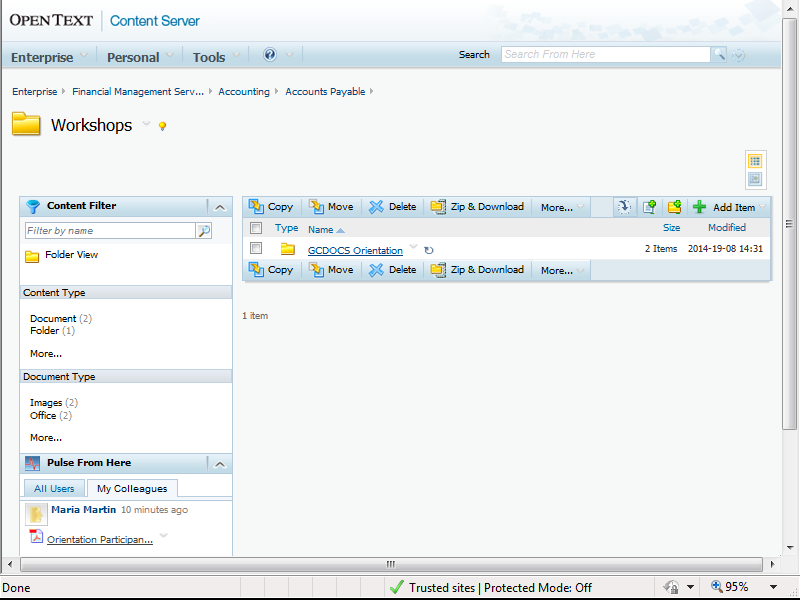 OPEN TEXT | Content Server
Enterprise Personal Tools ?
Search Search From Here
Enterprise Financial Management Serv... Accounting Accounts Payable
Workshops
Content Filter
Filter by name
Folder View
Content Type
Document (2)
Folder (1)
More...
Document Type
Images (2)
Office (2)
More...
Pulse From Here
All Users My Colleagues
Maria Martin 10 minutes ago
Orientation Participan...
Copy Move Delete Zip & Download More... Add Item
Type Name Size Modified
GCDOCS Orientation 2 Items 2014-19-08 14:31
Copy Move Delete Zip & Download More...
1 item
Done Trusted sites | Protected Mode: Off 95%